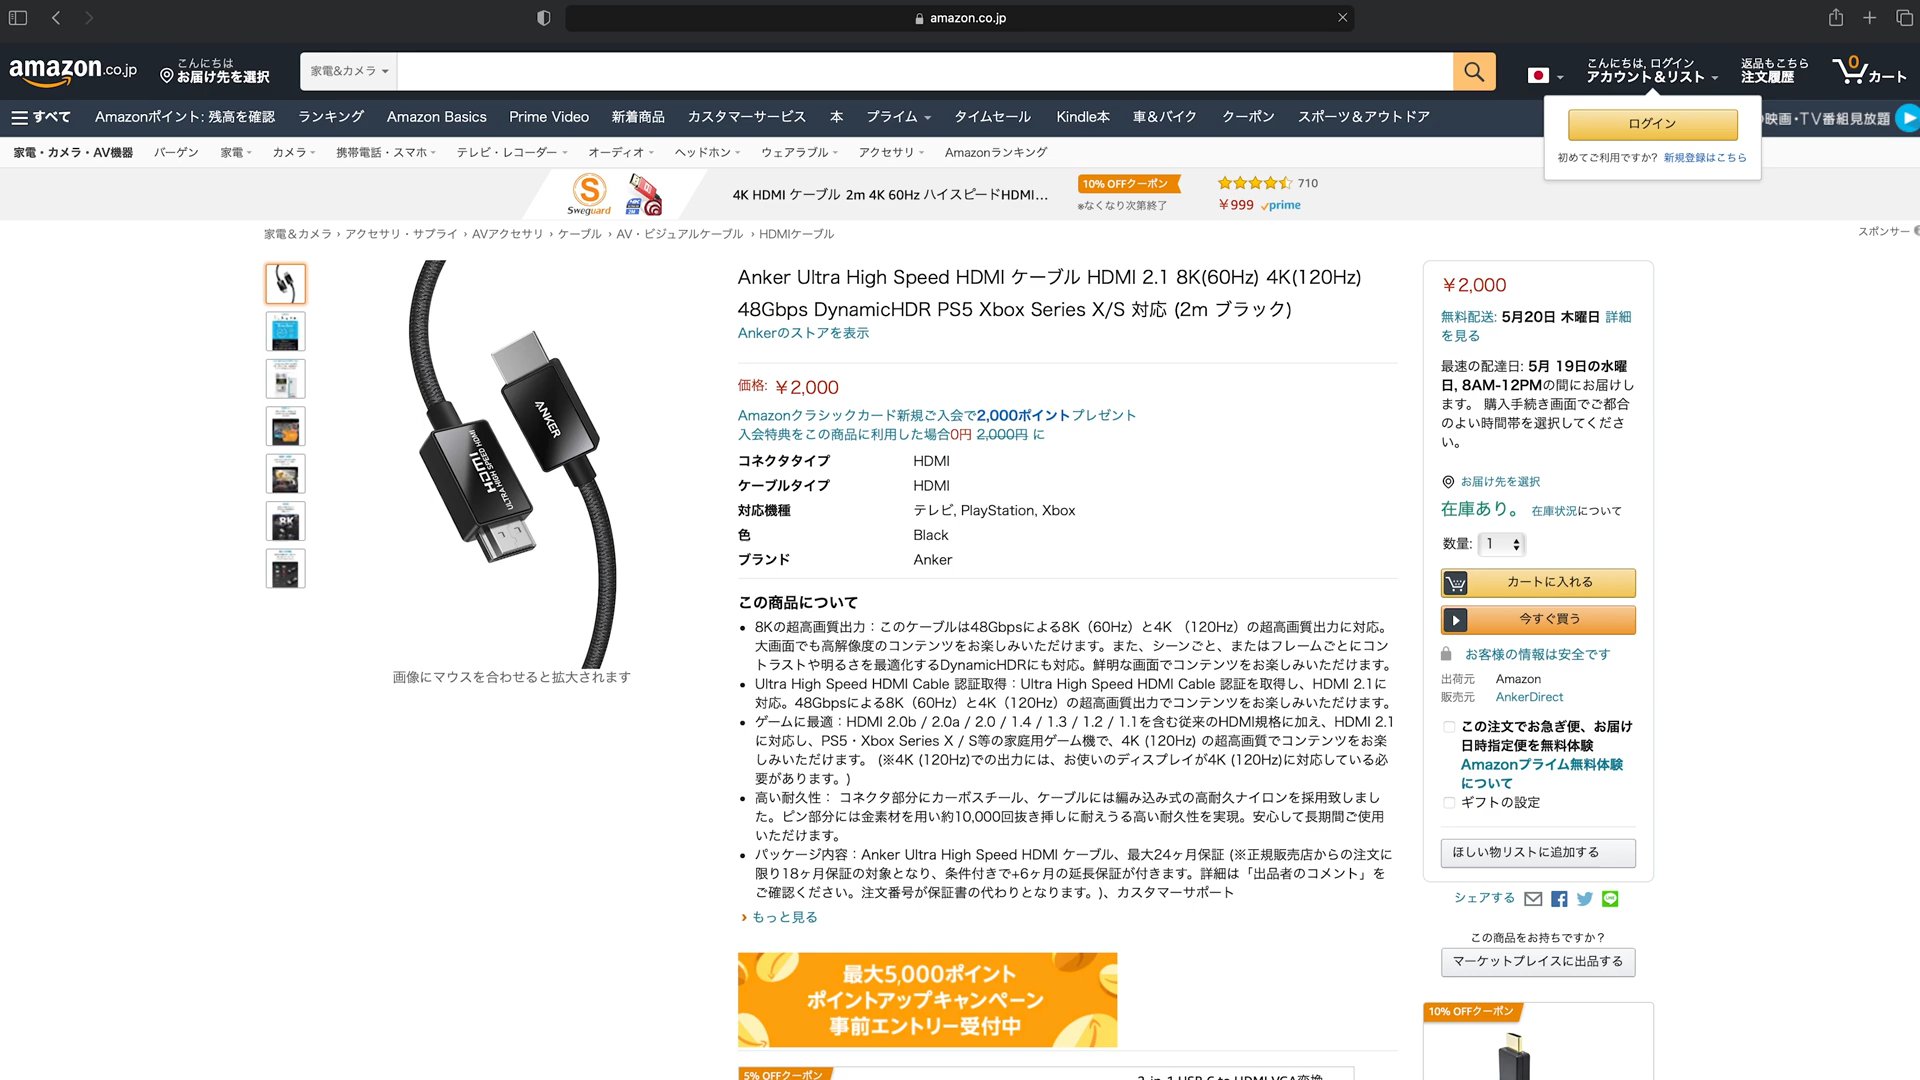 amazon.co.jp
amazon.co.jp
こんにちは
お届け先を選択
家電&カメラ
こんにちは, ログイン
アカウント&リスト
返品もこちら
注文履歴
0
カート
すべて
Amazonポイント: 残高を確認
ランキング
Amazon Basics
Prime Video
新着商品
カスタマーサービス
本
プライム
タイムセール
Kindle本
車&バイク
クーポン
スポーツ&アウトドア
映画・TV番組見放題
ログイン
初めてご利用ですか? 新規登録はこちら
家電・カメラ・AV機器
バーゲン
家電
カメラ
携帯電話・スマホ
テレビ・レコーダー
オーディオ
ヘッドホン
ウェアラブル
アクセサリ
Amazonランキング
S
Sweguard
4K HDMI ケーブル 2m 4K 60Hz ハイスピードHDMI...
10% OFFクーポン
※なくなり次第終了
710
￥999 prime
家電&カメラ › アクセサリ・サプライ › AVアクセサリ › ケーブル › AV・ビジュアルケーブル › HDMIケーブル
スポンサー
ANKER
ULTRA HIGH SPEED HDMI
HDMI
ULTRA HIGH SPEED
8K
画像にマウスを合わせると拡大されます
Anker Ultra High Speed HDMI ケーブル HDMI 2.1 8K(60Hz) 4K(120Hz)
48Gbps DynamicHDR PS5 Xbox Series X/S 対応 (2m ブラック)
Ankerのストアを表示
価格: ￥2,000
Amazonクラシックカード新規ご入会で2,000ポイントプレゼント
入会特典をこの商品に利用した場合0円 2,000円 に
コネクタタイプ HDMI
ケーブルタイプ HDMI
対応機種 テレビ, PlayStation, Xbox
色 Black
ブランド Anker
この商品について
8Kの超高画質出力：このケーブルは48Gbpsによる8K（60Hz）と4K （120Hz）の超高画質出力に対応。
大画面でも高解像度のコンテンツをお楽しみいただけます。また、シーンごと、またはフレームごとにコン
トラストや明るさを最適化するDynamicHDRにも対応。鮮明な画面でコンテンツをお楽しみいただけます。
Ultra High Speed HDMI Cable 認証取得：Ultra High Speed HDMI Cable 認証を取得し、HDMI 2.1に
対応。48Gbpsによる8K（60Hz）と4K（120Hz）の超高画質出力でコンテンツをお楽しみいただけます。
ゲームに最適：HDMI 2.0b / 2.0a / 2.0 / 1.4 / 1.3 / 1.2 / 1.1を含む従来のHDMI規格に加え、HDMI 2.1
に対応し、PS5・Xbox Series X / S等の家庭用ゲーム機で、4K (120Hz) の超高画質でコンテンツをお楽
しみいただけます。 (※4K (120Hz)での出力には、お使いのディスプレイが4K (120Hz)に対応している必
要があります。)
高い耐久性： コネクタ部分にカーボスチール、ケーブルには編み込み式の高耐久ナイロンを採用致しまし
た。ピン部分には金素材を用い約10,000回抜き挿しに耐えうる高い耐久性を実現。安心して長期間ご使用
いただけます。
パッケージ内容：Anker Ultra High Speed HDMI ケーブル、最大24ヶ月保証 (※正規販売店からの注文に
限り18ヶ月保証の対象となり、条件付きで+6ヶ月の延長保証が付きます。詳細は「出品者のコメント」を
ご確認ください。注文番号が保証書の代わりとなります。)、カスタマーサポート
› もっと見る
最大5,000ポイント
ポイントアップキャンペーン
事前エントリー受付中
5% OFFクーポン
￥2,000
無料配送: 5月20日 木曜日 詳細
を見る
最速の配達日: 5月 19日の水曜
日, 8AM-12PMの間にお届けし
ます。 購入手続き画面でご都合
のよい時間帯を選択してくださ
い。
お届け先を選択
在庫あり。 在庫状況について
数量: 1
カートに入れる
今すぐ買う
お客様の情報は安全です
出荷元 Amazon
販売元 AnkerDirect
この注文でお急ぎ便、お届け
日時指定便を無料体験
Amazonプライム無料体験
について
ギフトの設定
ほしい物リストに追加する
シェアする
この商品をお持ちですか？
マーケットプレイスに出品する
10% OFFクーポン